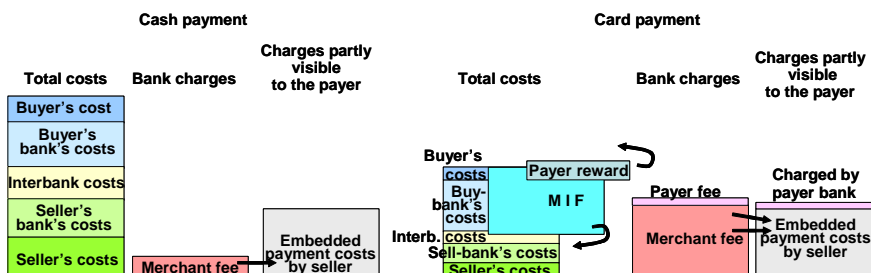 Cash payment
Card payment
Total costs
Bank charges
Charges partly
visible
to the payer
Total costs
Bank charges
Charges partly
visible
to the payer
Buyer's cost
Buyer's
bank's costs
Interbank costs
Seller's
bank's costs
Seller's costs
Merchant fee
Embedded
payment costs
by seller
Buyer's
costs
Buy-
bank's
costs
Interb. costs
Sell-bank's costs
Seller's costs
Payer reward
M I F
Payer fee
Merchant fee
Charged by
payer bank
Embedded
payment costs
by seller